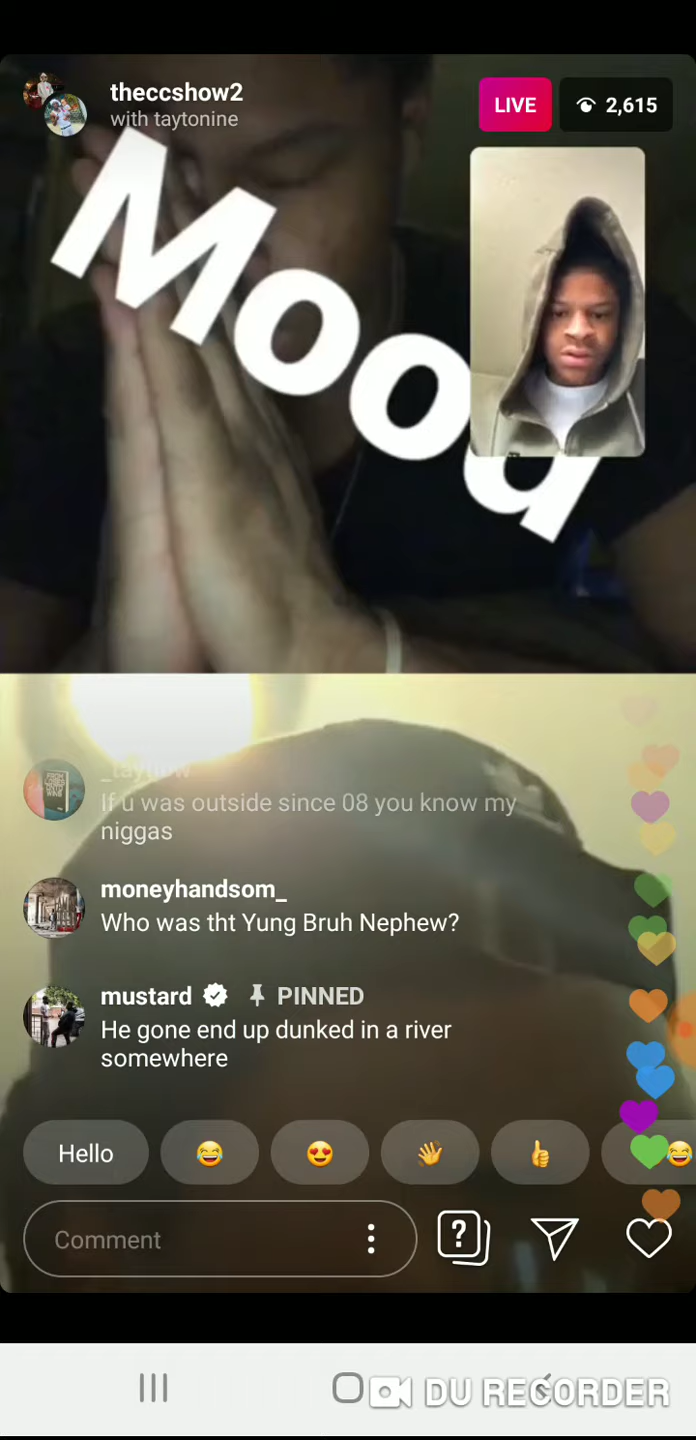 theccshow2
with taytonine
LIVE
2,615
Mood
_tayhow
If u was outside since 08 you know my
niggas
moneyhandsom_
Who was tht Yung Bruh Nephew?
mustard PINNED
He gone end up dunked in a river
somewhere
Hello
Comment
?
DU RECORDER